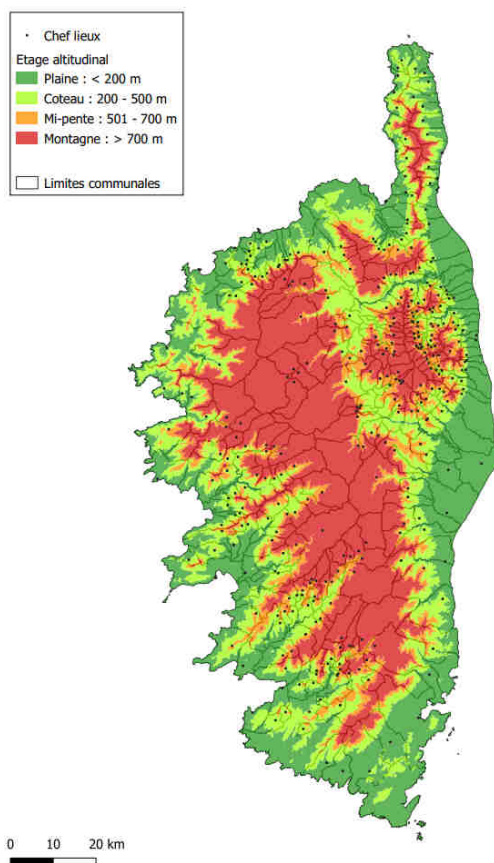 Chef lieux
Etage altitudinal
Plaine : < 200 m
Coteau : 200 - 500 m
Mi-pente : 501 - 700 m
Montagne : > 700 m
Limites communales
0 10 20 km